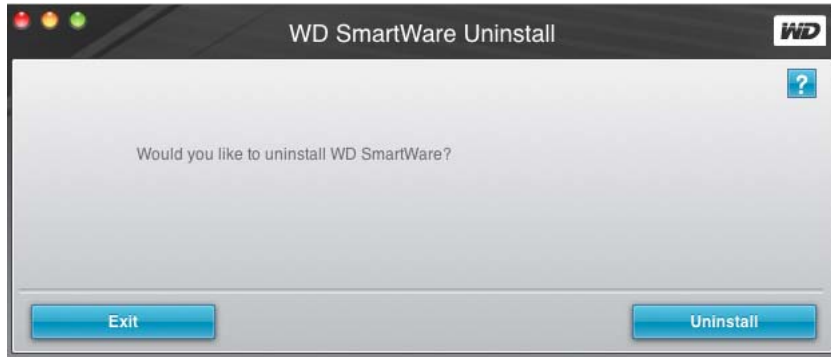 WD SmartWare Uninstall
WD
?
Would you like to uninstall WD SmartWare?
Exit
Uninstall